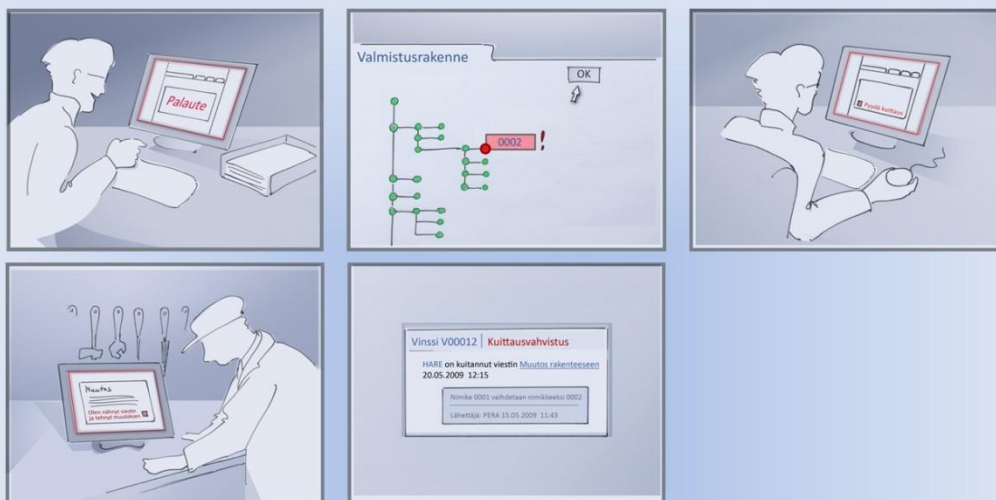 Palaute
Valmistusrakenne
OK
0002 !
Pyydä kuittaus
Muutos
Olen nähnyt viestin
ja tehnyt muutoksen
Vinssi V00012 | Kuittausvahvistus
HARE on kuitannut viestin Muutos rakenteeseen
20.05.2009 12:15
Nimike 0001 vaihdetaan nimikkeeksi 0002
Lähettäjä: PERA 15.05.2009 11:43